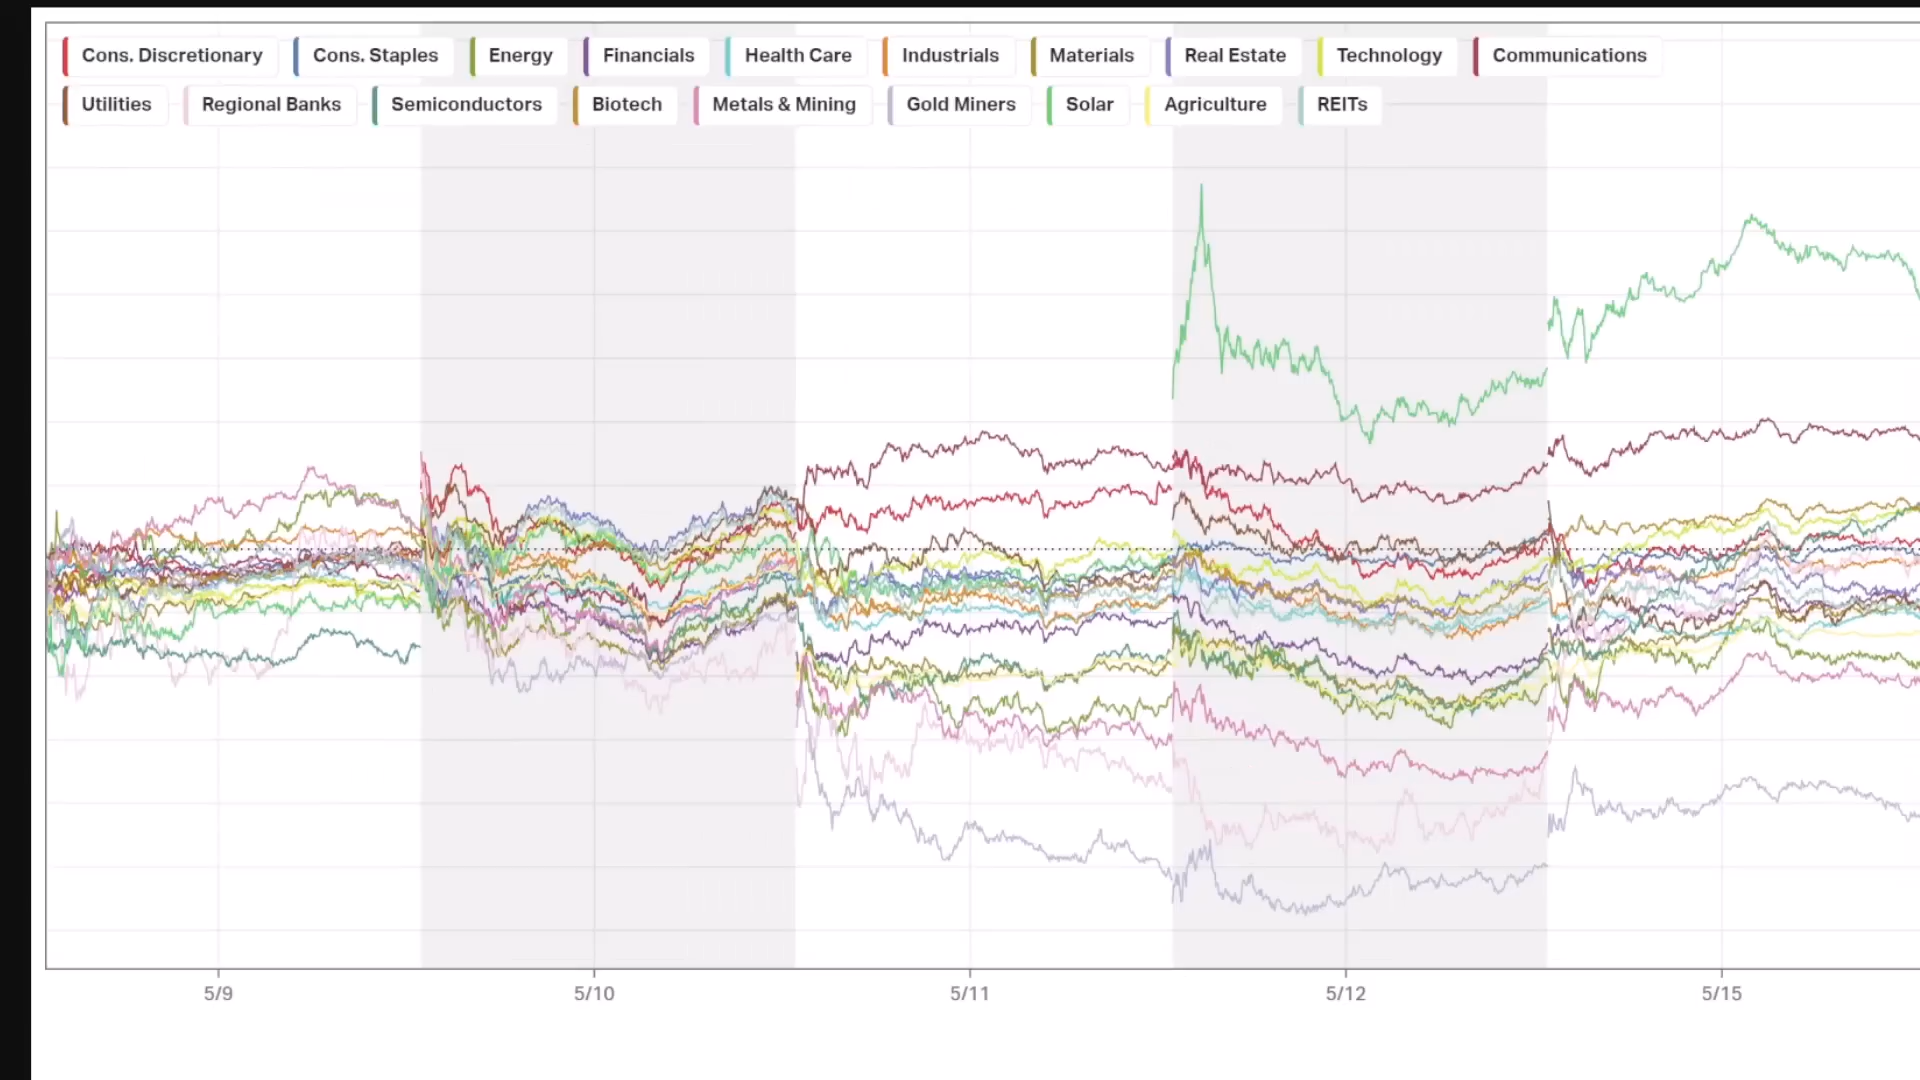 Cons. Discretionary Cons. Staples Energy Financials Health Care Industrials Materials Real Estate Technology Communications
Utilities Regional Banks Semiconductors Biotech Metals & Mining Gold Miners Solar Agriculture REITs
5/9 5/10 5/11 5/12 5/15